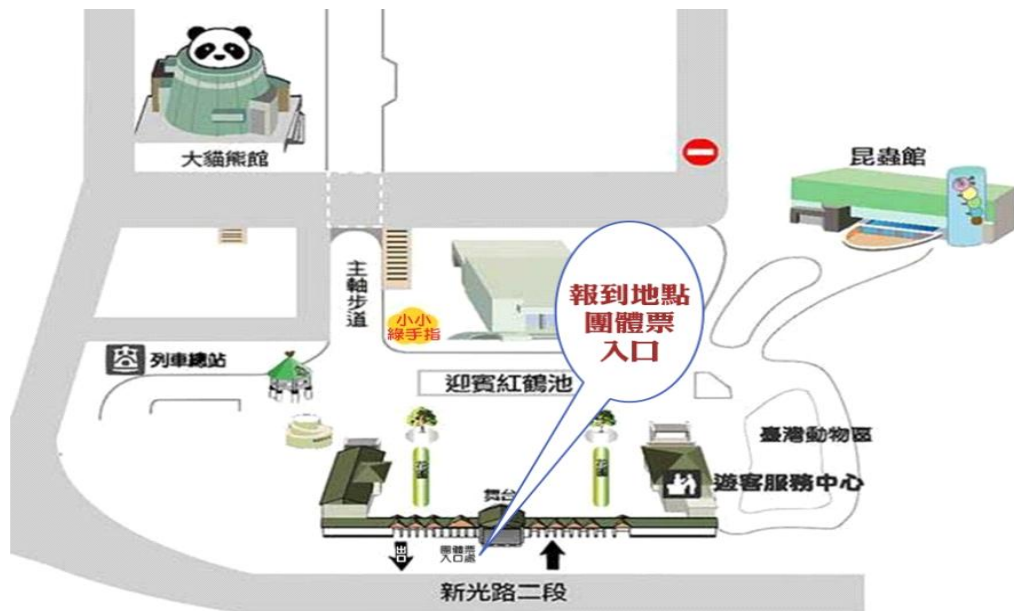 大貓熊館
昆蟲館
主軸步道
報到地點
團體票
入口
小小
綠手指
列車總站
迎賓紅鶴池
臺灣動物區
遊客服務中心
舞台
出口
團體票
入口處
新光路二段